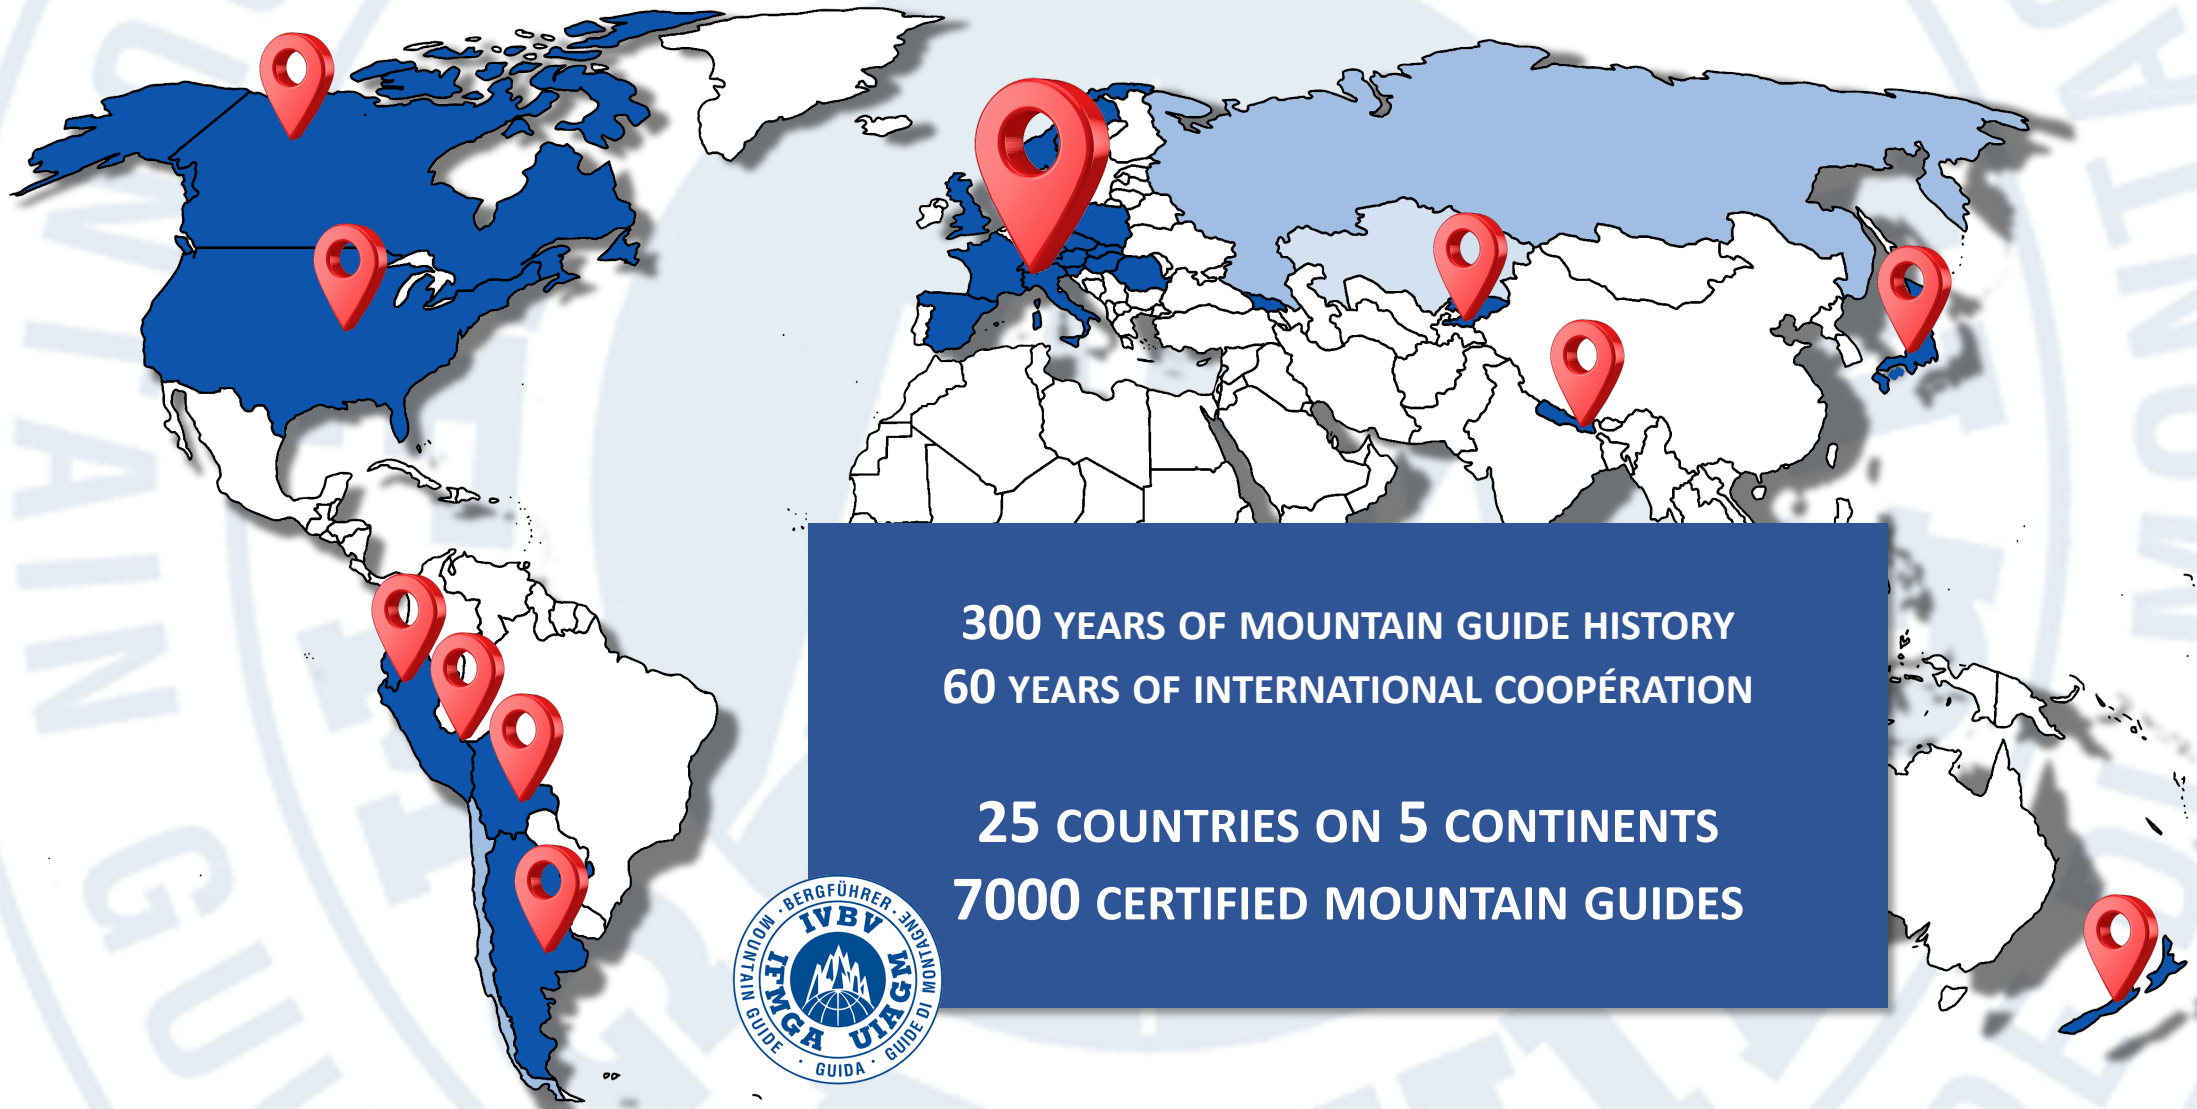 300 YEARS OF MOUNTAIN GUIDE HISTORY
60 YEARS OF INTERNATIONAL COOPÉRATION
25 COUNTRIES ON 5 CONTINENTS
7000 CERTIFIED MOUNTAIN GUIDES
· BERGFÜHRER · GUIDE DI MONTAGNE · GUIDA · MOUNTAIN GUIDE
IVBV
IFMGA UIAGM